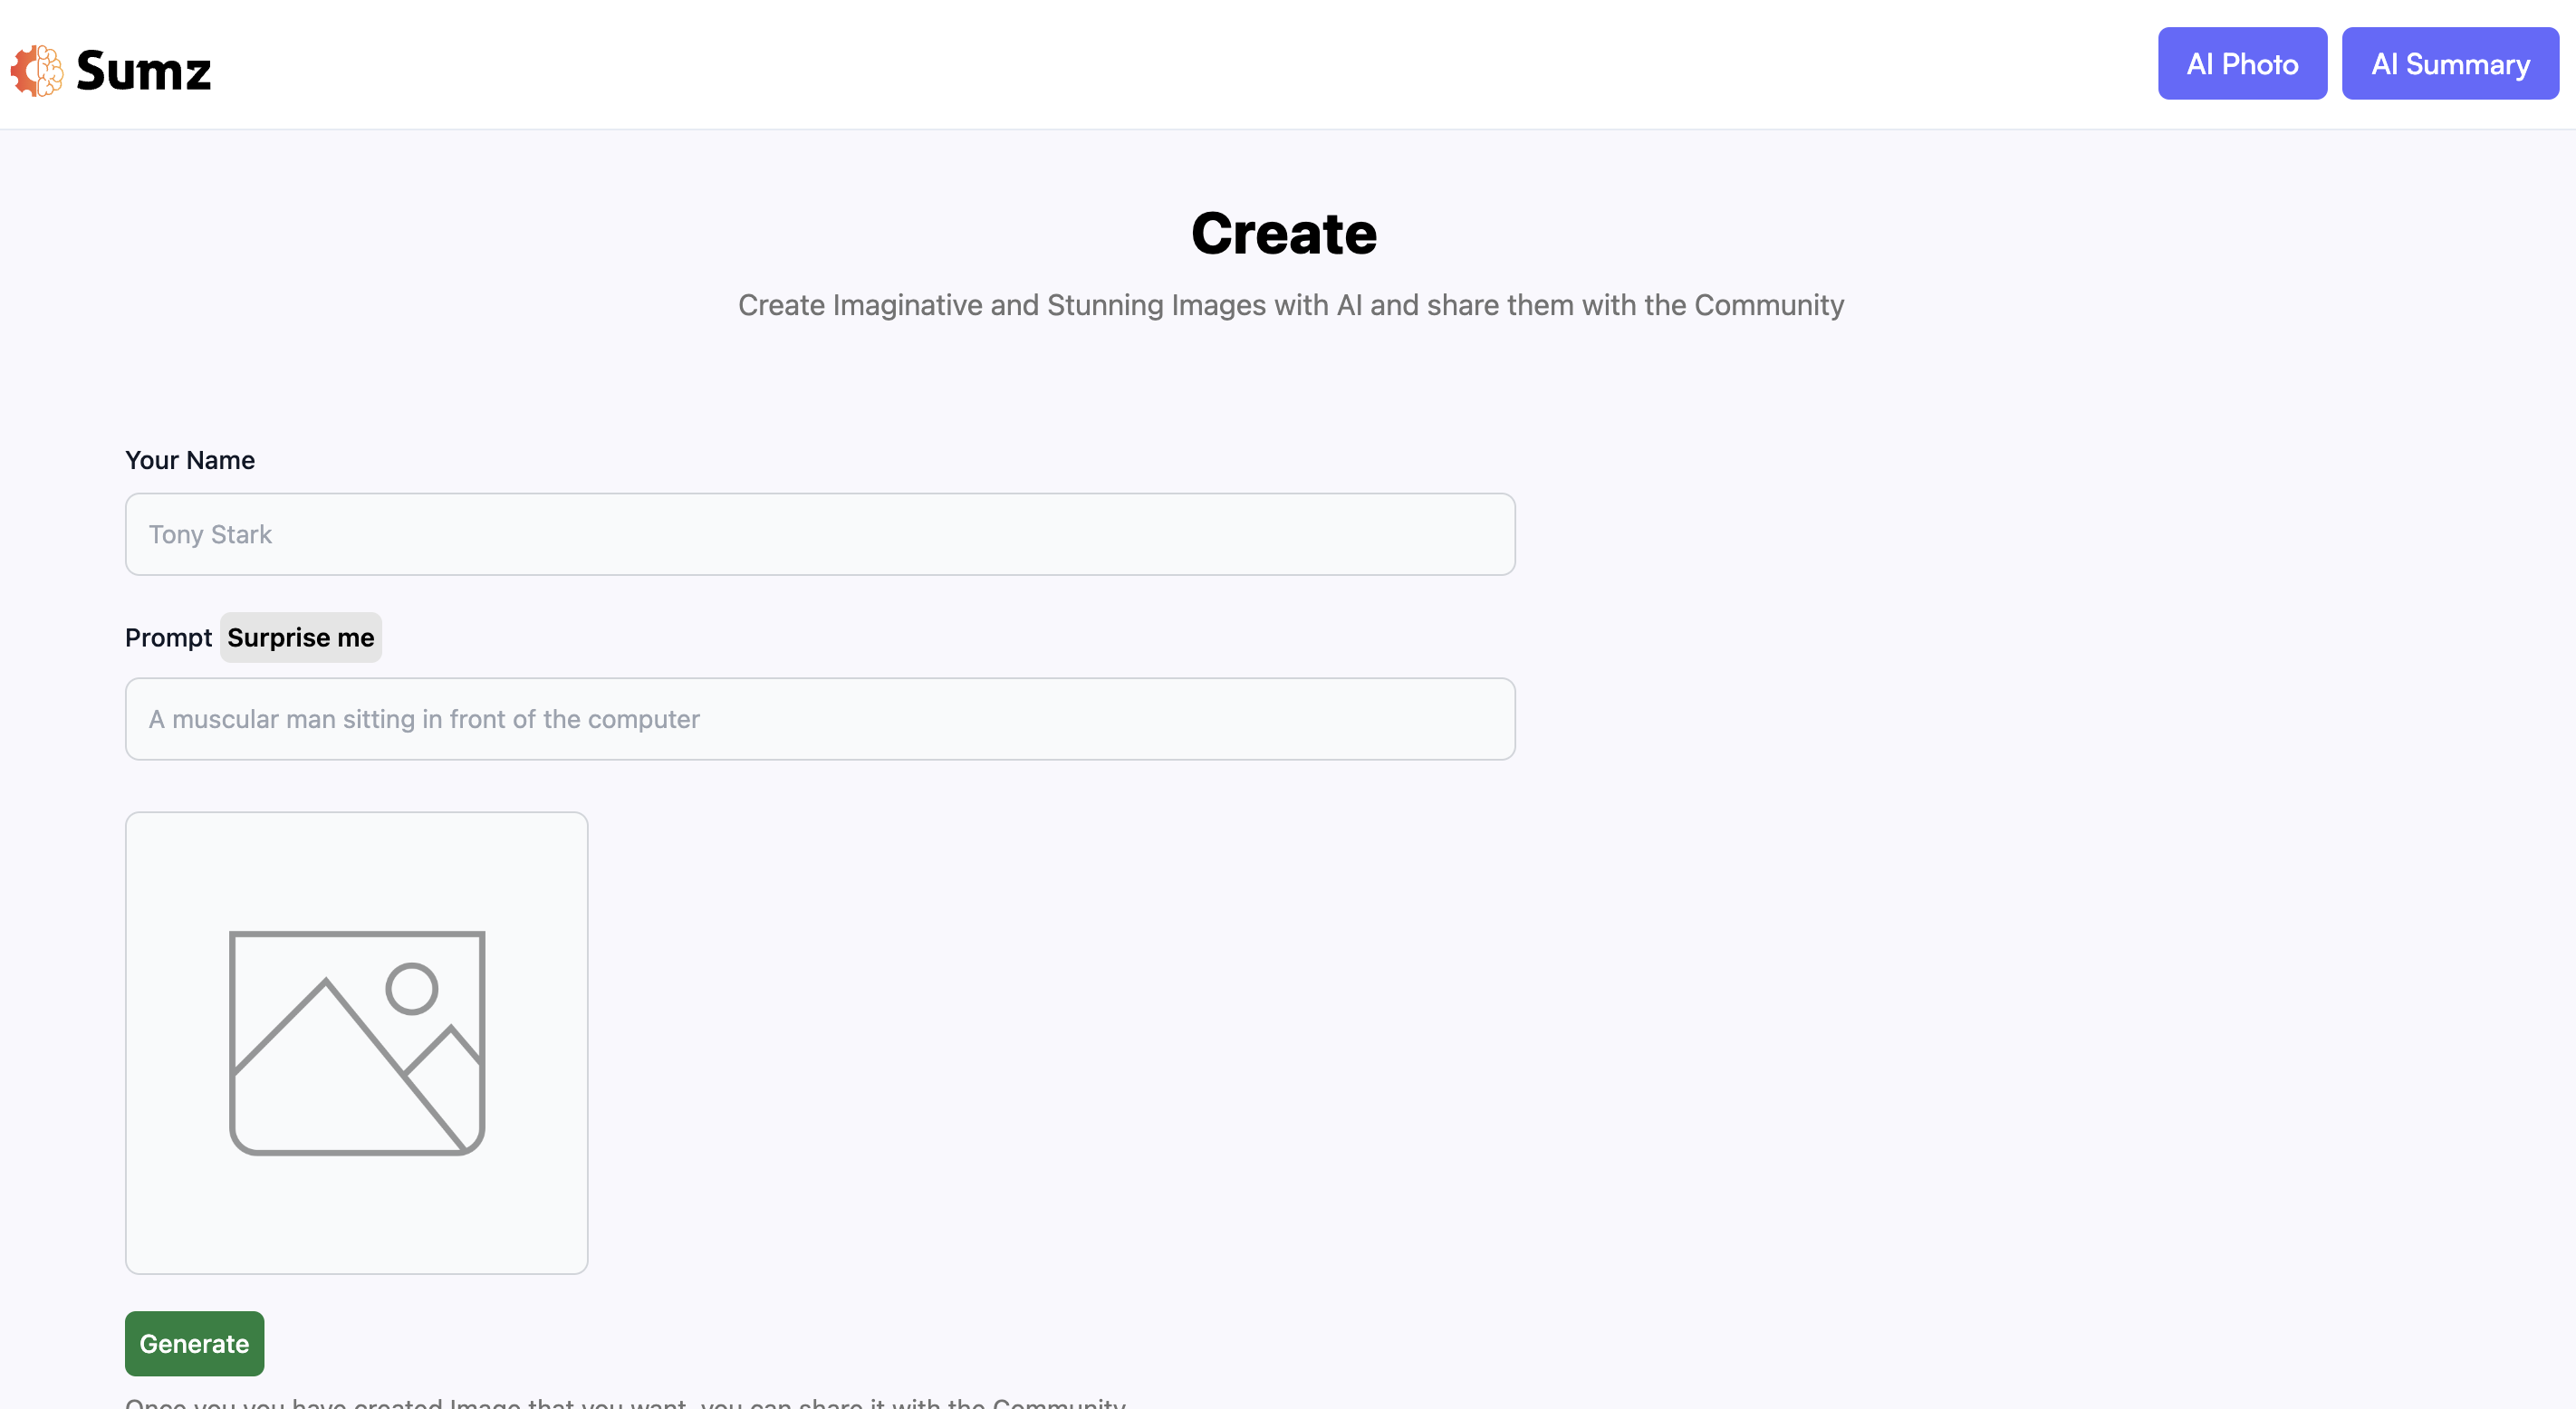 Sumz
AI Photo
AI Summary
Create
Create Imaginative and Stunning Images with AI and share them with the Community
Your Name
Tony Stark
Prompt Surprise me
A muscular man sitting in front of the computer
Generate
Once you you have created Image that you want, you can share it with the Community